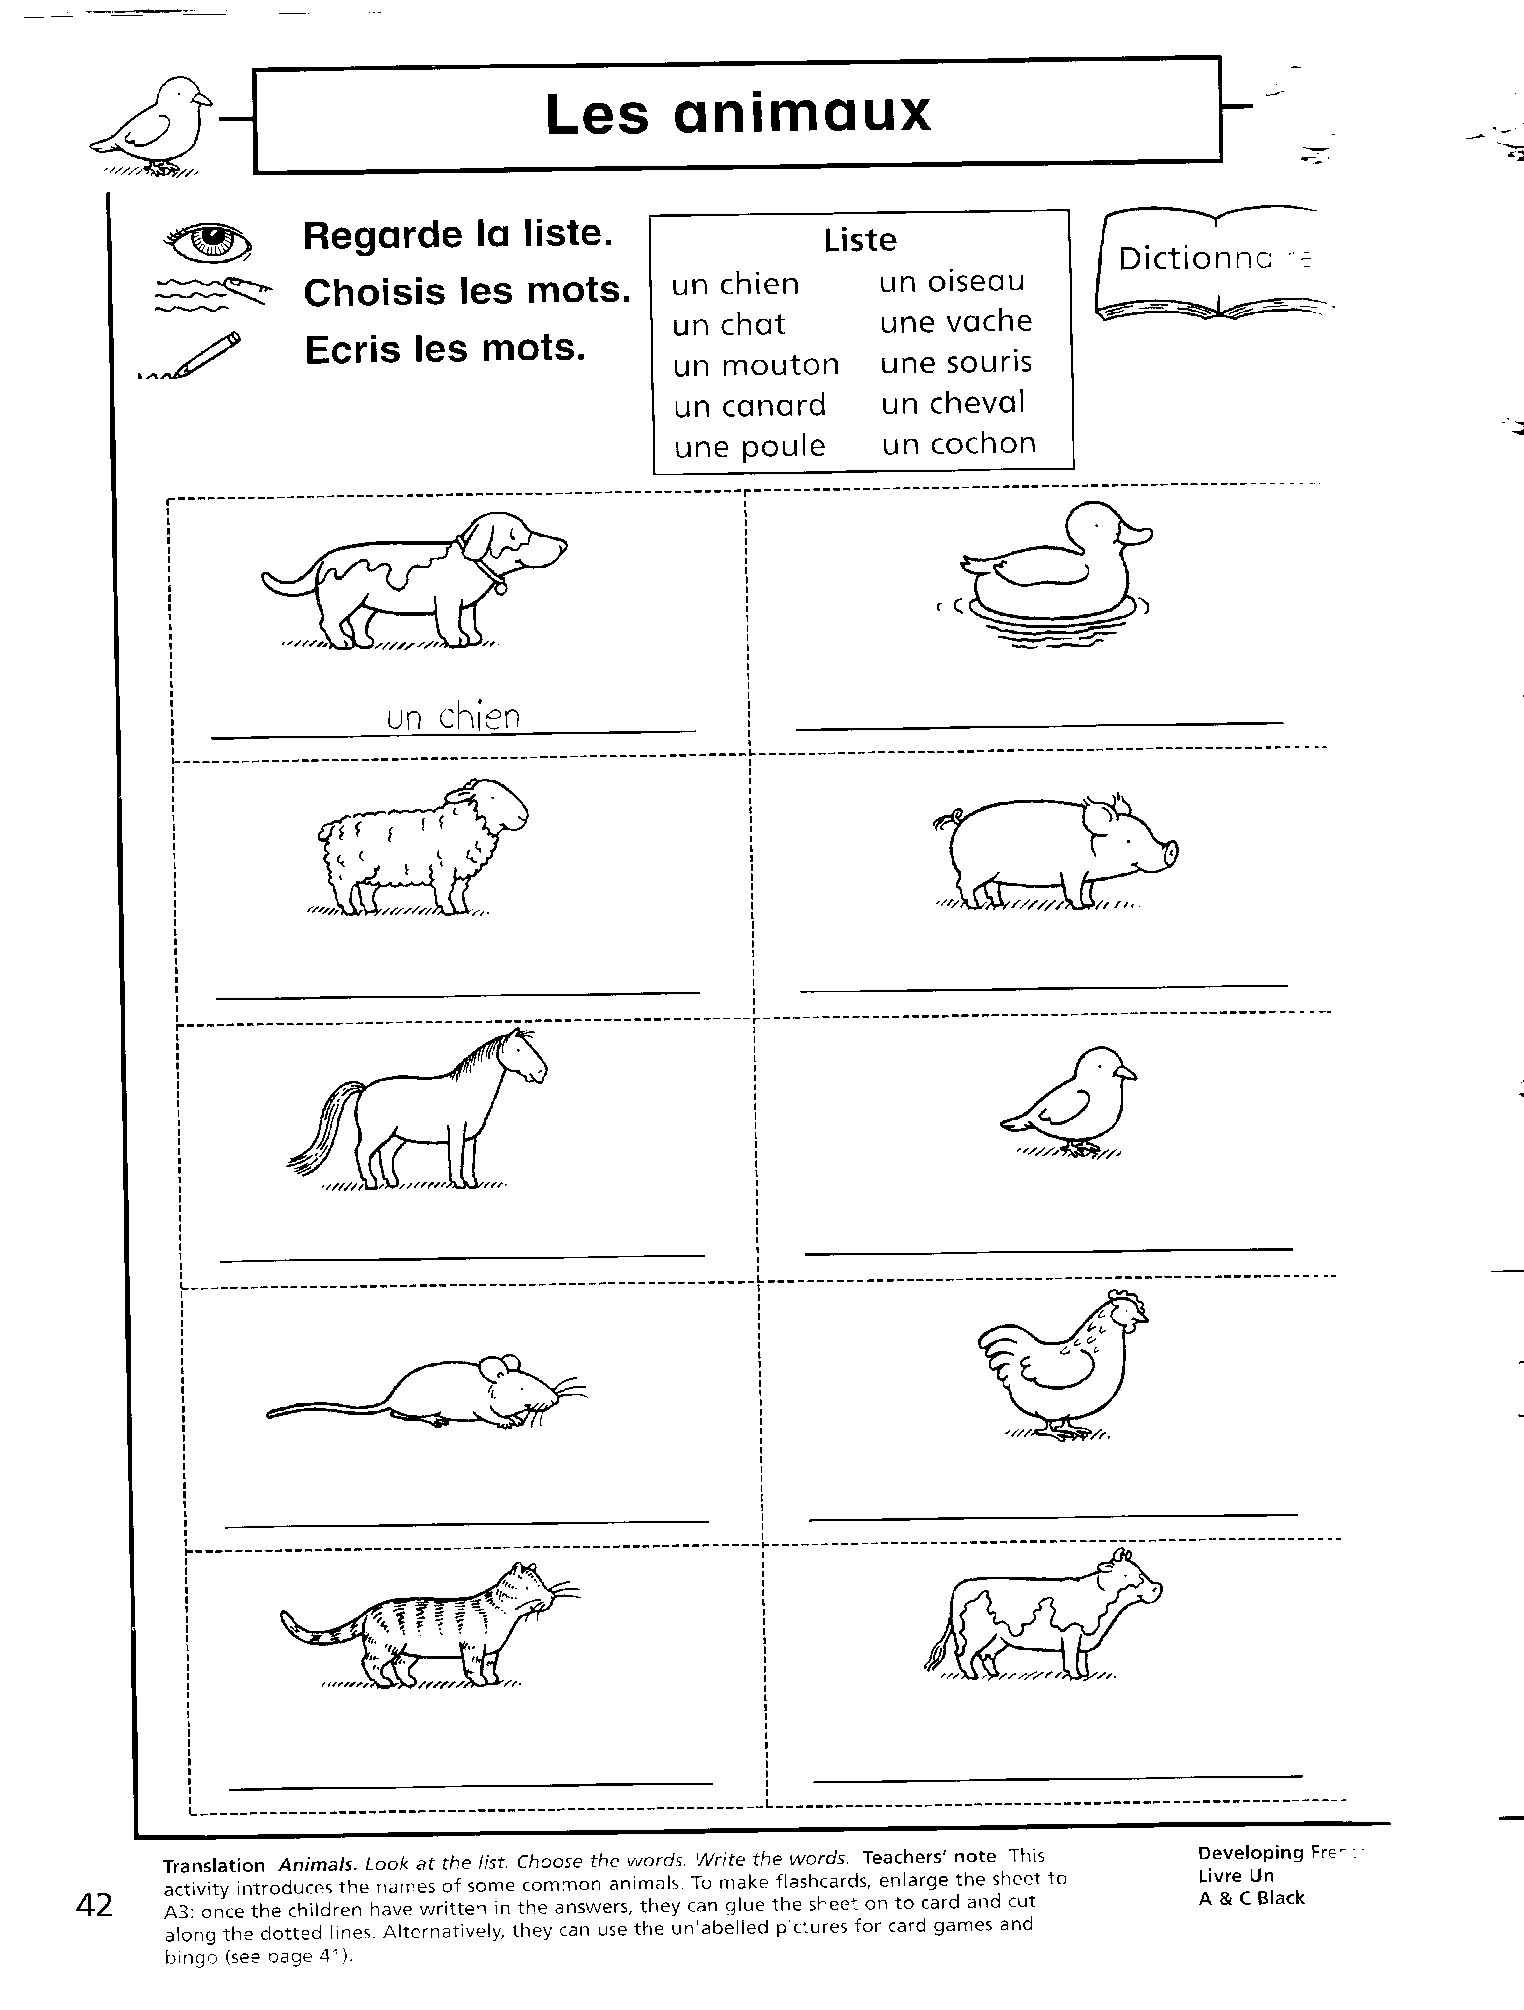 Les animaux
Regarde la liste.
Choisis les mots.
Ecris les mots.
Liste
un chien un oiseau
un chat une vache
un mouton une souris
un canard un cheval
une poule un cochon
un chien
Translation Animals. Look at the list. Choose the words. Write the words. Teachers' note This
activity introduces the names of some common animals. To make flashcards, enlarge the sheet to
A3: once the children have written in the answers, they can glue the sheet on to card and cut
along the dotted lines. Alternatively, they can use the unlabelled pictures for card games and
bingo (see page 41).
Developing
Livre Un
A & C Black
42